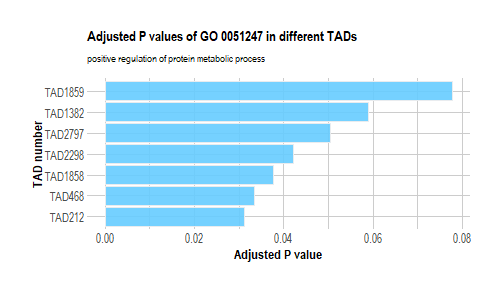 Adjusted P values of GO 0051247 in different TADs
positive regulation of protein metabolic process
TAD number
TAD1859
TAD1382
TAD2797
TAD2298
TAD1858
TAD468
TAD212
0.00 0.02 0.04 0.06 0.08
Adjusted P value